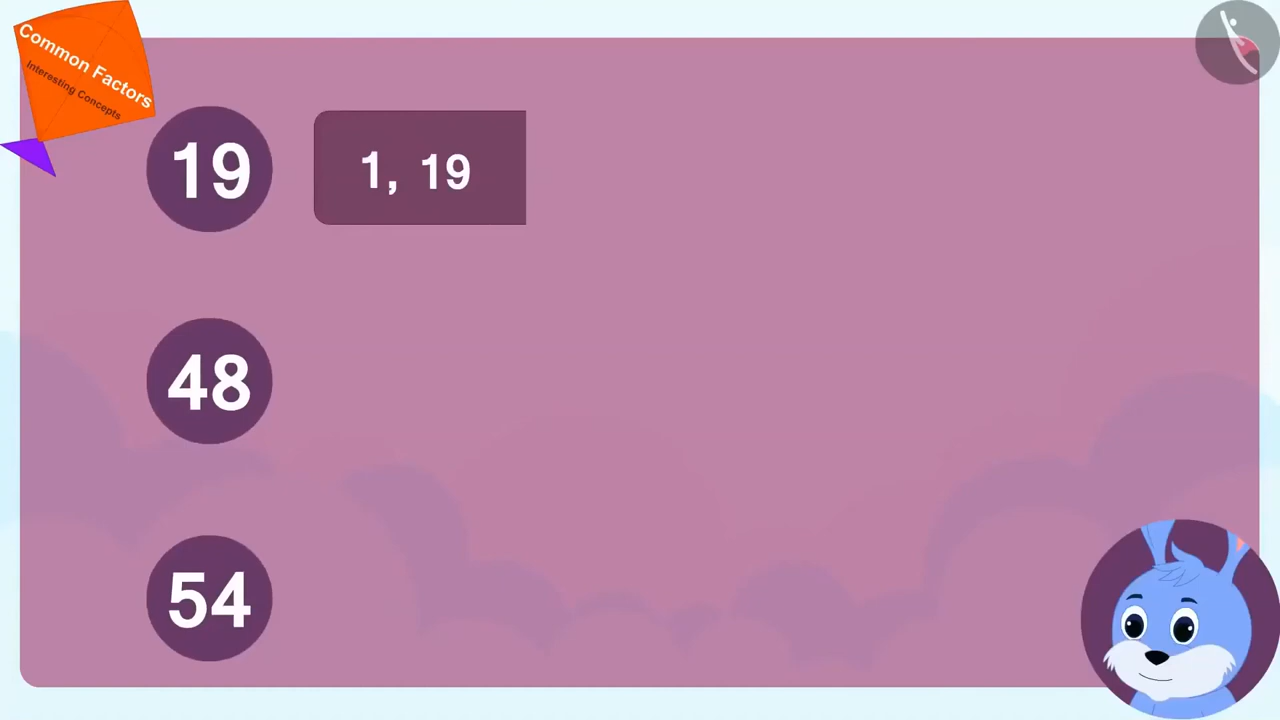 Common Factors
Interesting Concepts
19
1, 19
48
54